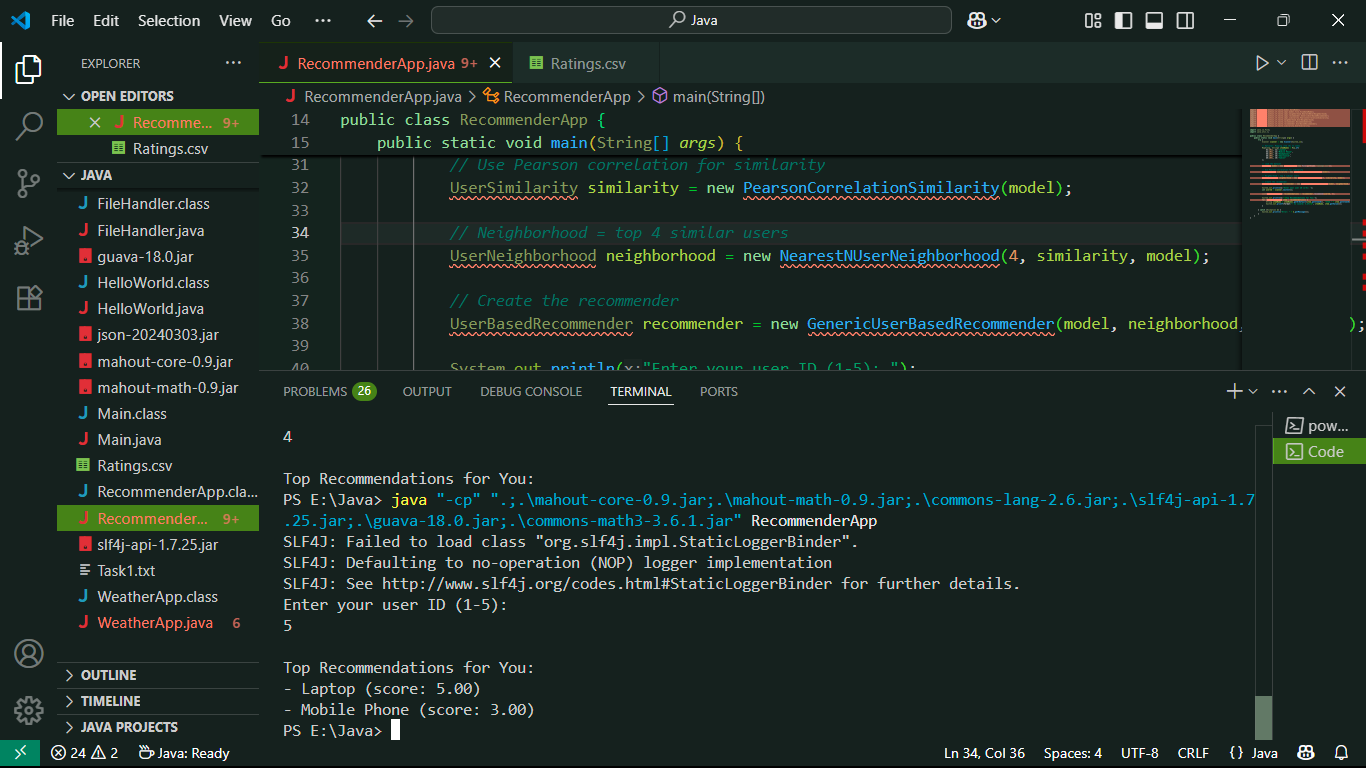 File Edit Selection View Go ··· Java
EXPLORER ···
OPEN EDITORS
Recomme... 9+
Ratings.csv
JAVA
FileHandler.class
FileHandler.java
guava-18.0.jar
HelloWorld.class
HelloWorld.java
json-20240303.jar
mahout-core-0.9.jar
mahout-math-0.9.jar
Main.class
Main.java
Ratings.csv
RecommenderApp.cla...
Recommender... 9+
slf4j-api-1.7.25.jar
Task1.txt
WeatherApp.class
WeatherApp.java 6
OUTLINE
TIMELINE
JAVA PROJECTS
RecommenderApp.java 9+ Ratings.csv
RecommenderApp.java > RecommenderApp > main(String[])
14 public class RecommenderApp {
15 public static void main(String[] args) {
31 // Use Pearson correlation for similarity
32 UserSimilarity similarity = new PearsonCorrelationSimilarity(model);
33
34 // Neighborhood = top 4 similar users
35 UserNeighborhood neighborhood = new NearestNUserNeighborhood(4, similarity, model);
36
37 // Create the recommender
38 UserBasedRecommender recommender = new GenericUserBasedRecommender(model, neighborhood, );
39
40 System.out.println(x:"Enter your user ID (1-5): ");
PROBLEMS 26 OUTPUT DEBUG CONSOLE TERMINAL PORTS
4
Top Recommendations for You:
PS E:\Java> java "-cp" ".;.\mahout-core-0.9.jar;.\mahout-math-0.9.jar;.\commons-lang-2.6.jar;.\slf4j-api-1.7
.25.jar;.\guava-18.0.jar;.\commons-math3-3.6.1.jar" RecommenderApp
SLF4J: Failed to load class "org.slf4j.impl.StaticLoggerBinder".
SLF4J: Defaulting to no-operation (NOP) logger implementation
SLF4J: See http://www.slf4j.org/codes.html#StaticLoggerBinder for further details.
Enter your user ID (1-5):
5
Top Recommendations for You:
- Laptop (score: 5.00)
- Mobile Phone (score: 3.00)
PS E:\Java>
pow...
Code
24 2 Java: Ready Ln 34, Col 36 Spaces: 4 UTF-8 CRLF {} Java